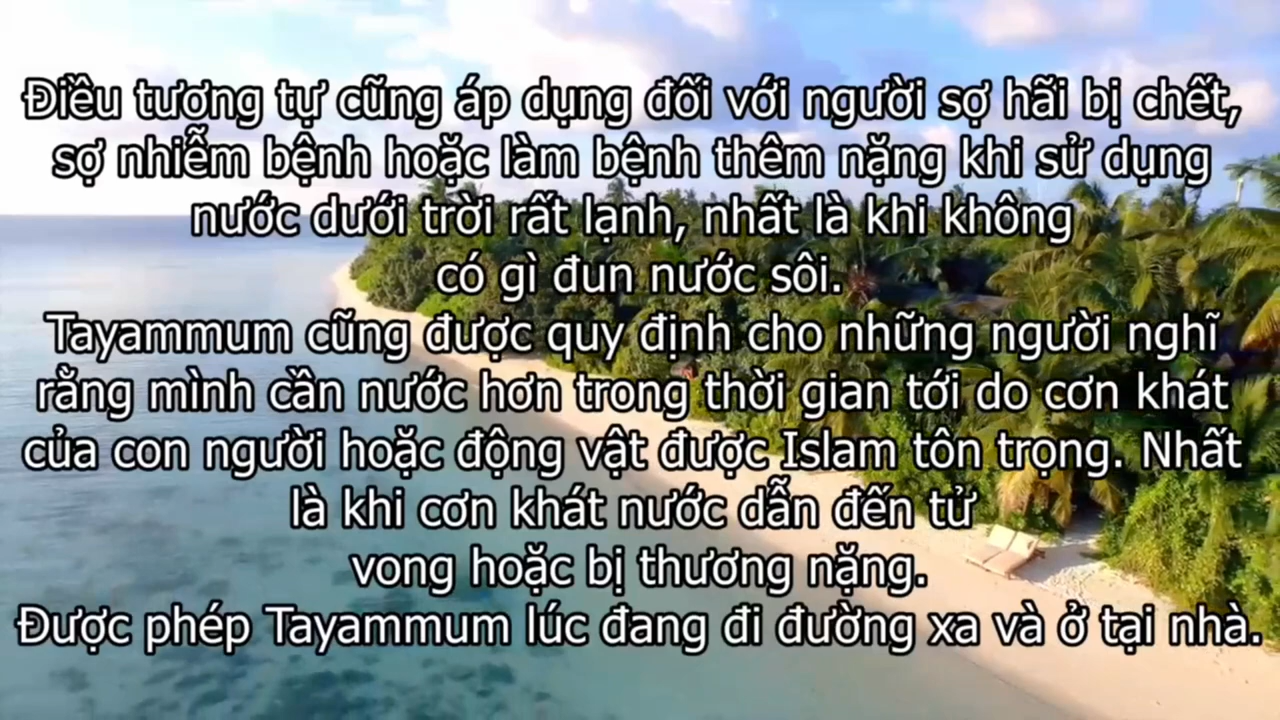 Điều tương tự cũng áp dụng đối với người sợ hãi bị chết,
sợ nhiễm bệnh hoặc làm bệnh thêm nặng khi sử dụng
nước dưới trời rất lạnh, nhất là khi không
có gì đun nước sôi.
Tayammum cũng được quy định cho những người nghĩ
rằng mình cần nước hơn trong thời gian tới do cơn khát
của con người hoặc động vật được Islam tôn trọng. Nhất
là khi cơn khát nước dẫn đến tử
vong hoặc bị thương nặng.
Được phép Tayammum lúc đang đi đường xa và ở tại nhà.